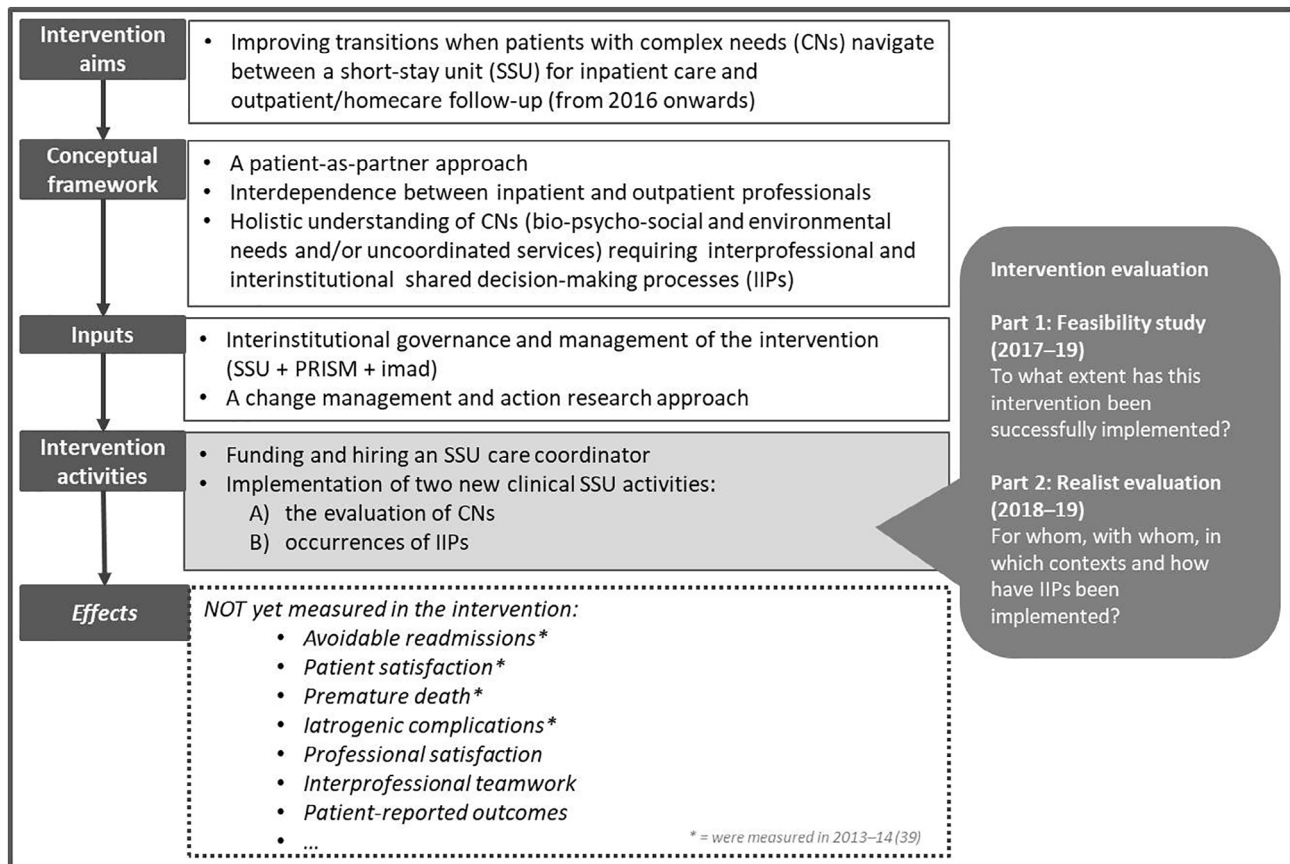 Intervention
aims
• Improving transitions when patients with complex needs (CNs) navigate
between a short-stay unit (SSU) for inpatient care and
outpatient/homecare follow-up (from 2016 onwards)
Conceptual
framework
• A patient-as-partner approach
• Interdependence between inpatient and outpatient professionals
• Holistic understanding of CNs (bio-psycho-social and environmental
needs and/or uncoordinated services) requiring interprofessional and
interinstitutional shared decision-making processes (IIPs)
Inputs
• Interinstitutional governance and management of the intervention
(SSU + PRISM + imad)
• A change management and action research approach
Intervention
activities
• Funding and hiring an SSU care coordinator
• Implementation of two new clinical SSU activities:
A) the evaluation of CNs
B) occurrences of IIPs
Effects
NOT yet measured in the intervention:
• Avoidable readmissions*
• Patient satisfaction*
• Premature death*
• Iatrogenic complications*
• Professional satisfaction
• Interprofessional teamwork
• Patient-reported outcomes
• ...
* = were measured in 2013–14 (39)
Intervention evaluation
Part 1: Feasibility study
(2017–19)
To what extent has this
intervention been
successfully implemented?
Part 2: Realist evaluation
(2018–19)
For whom, with whom, in
which contexts and how
have IIPs been
implemented?